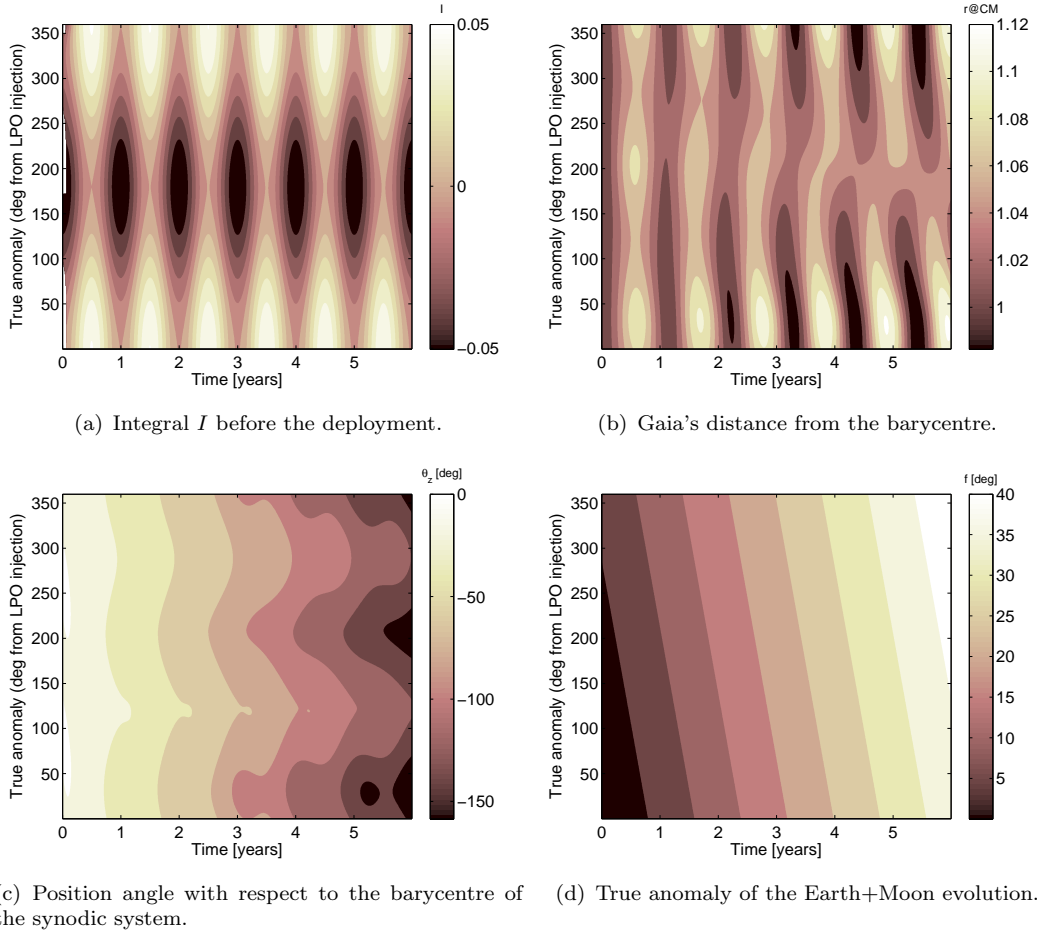 I
r@CM
True anomaly (deg from LPO injection)
350
300
250
200
150
100
50
0 1 2 3 4 5
Time [years]
0.05
0
−0.05
True anomaly (deg from LPO injection)
350
300
250
200
150
100
50
0 1 2 3 4 5
Time [years]
1.12
1.1
1.08
1.06
1.04
1.02
1
(a) Integral I before the deployment.
(b) Gaia's distance from the barycentre.
θz [deg]
f [deg]
True anomaly (deg from LPO injection)
350
300
250
200
150
100
50
0 1 2 3 4 5
Time [years]
0
−50
−100
−150
True anomaly (deg from LPO injection)
350
300
250
200
150
100
50
0 1 2 3 4 5
Time [years]
40
35
30
25
20
15
10
5
(c) Position angle with respect to the barycentre of
the synodic system.
(d) True anomaly of the Earth+Moon evolution.